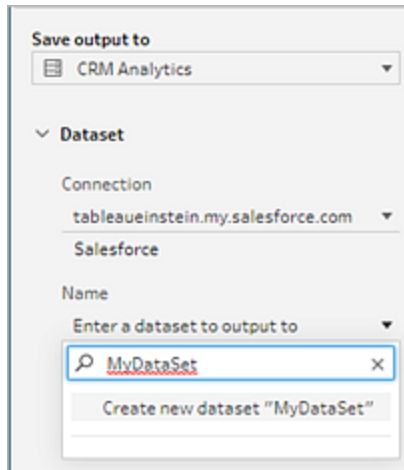 Save output to
CRM Analytics
Dataset
Connection
tableaueinstein.my.salesforce.com
Salesforce
Name
Enter a dataset to output to
MyDataSet
Create new dataset "MyDataSet"